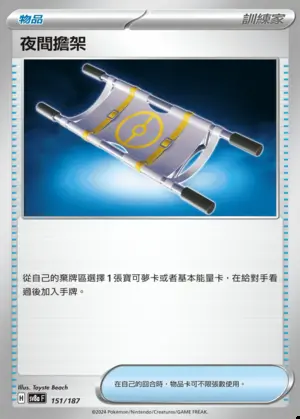 物品
訓練家
夜間擔架
從自己的棄牌區選擇1張寶可夢卡或者基本能量卡,在給對手看
過後加入手牌。
Illus. Toyste Beach
H sv8a F 151/187
在自己的回合時,物品卡可不限張數使用。
©2024 Pokémon/Nintendo/Creatures/GAME FREAK.